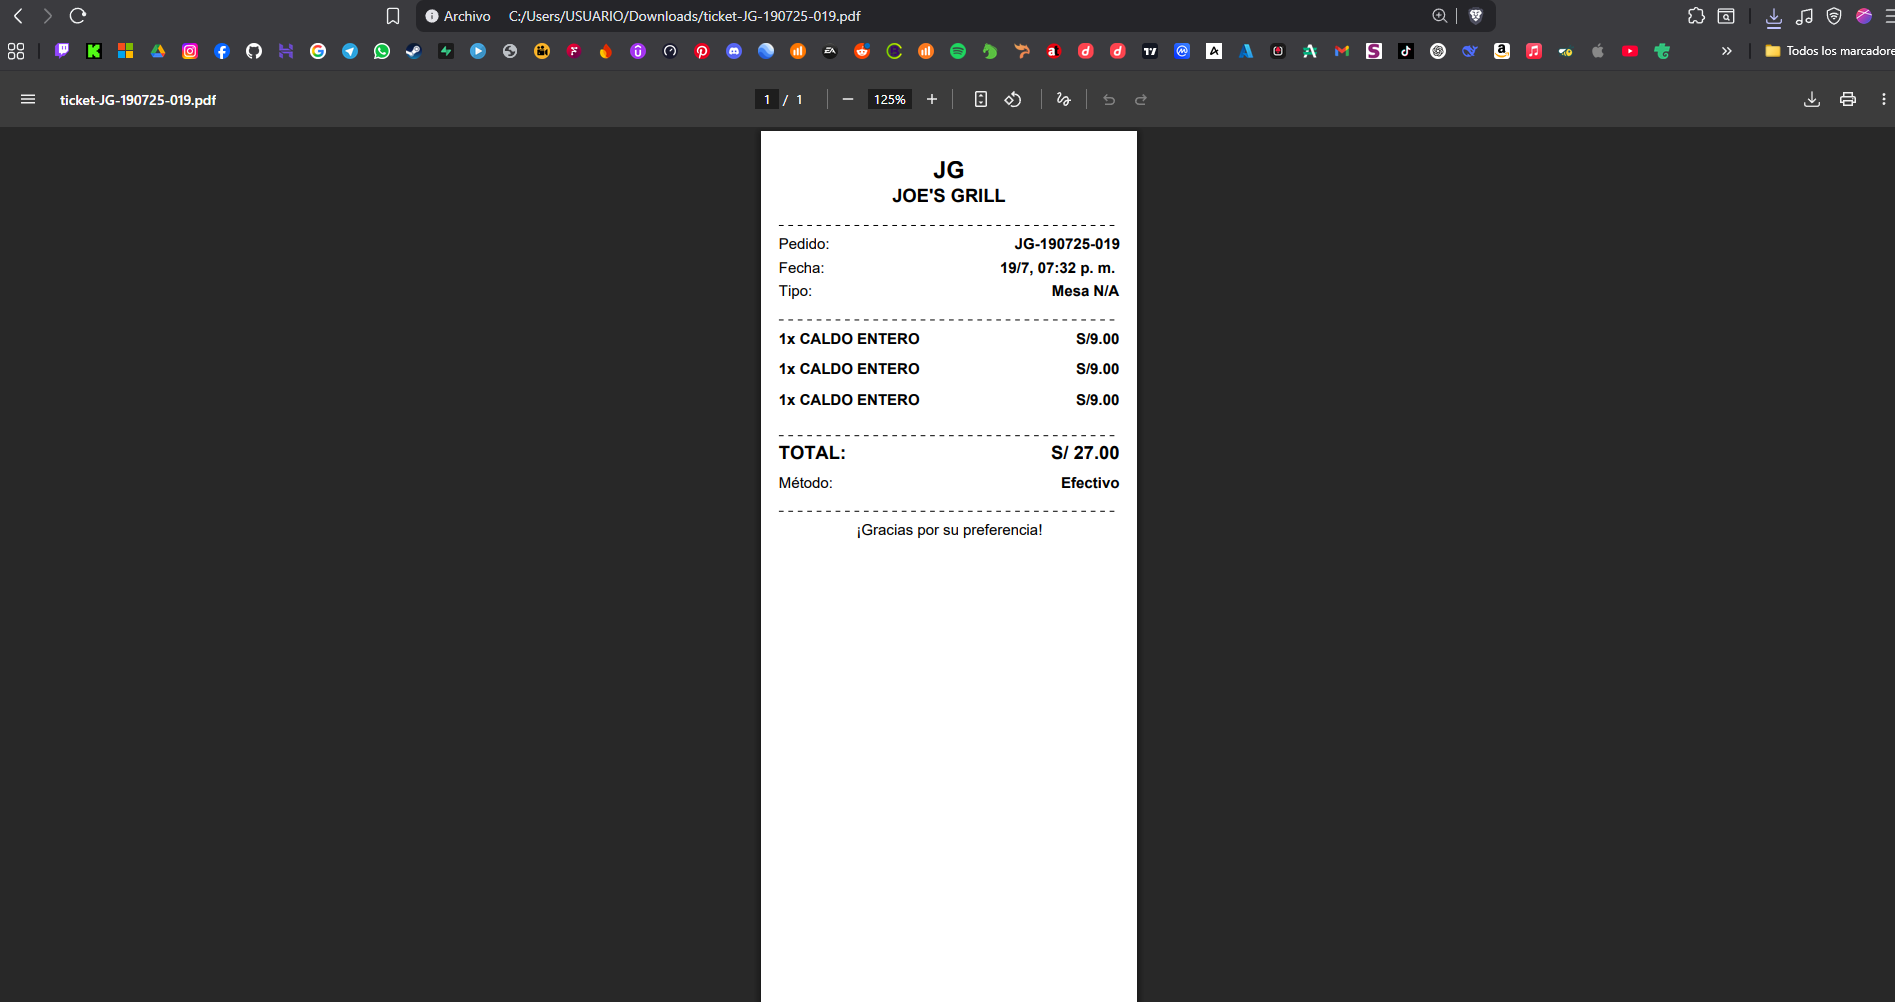 Archivo C:/Users/USUARIO/Downloads/ticket-JG-190725-019.pdf
Todos los marcadore
ticket-JG-190725-019.pdf 1 / 1 125%
JG
JOE'S GRILL
-----------------------------------
Pedido: JG-190725-019
Fecha: 19/7, 07:32 p. m.
Tipo: Mesa N/A
-----------------------------------
1x CALDO ENTERO S/9.00
1x CALDO ENTERO S/9.00
1x CALDO ENTERO S/9.00
-----------------------------------
TOTAL: S/ 27.00
Método: Efectivo
-----------------------------------
¡Gracias por su preferencia!